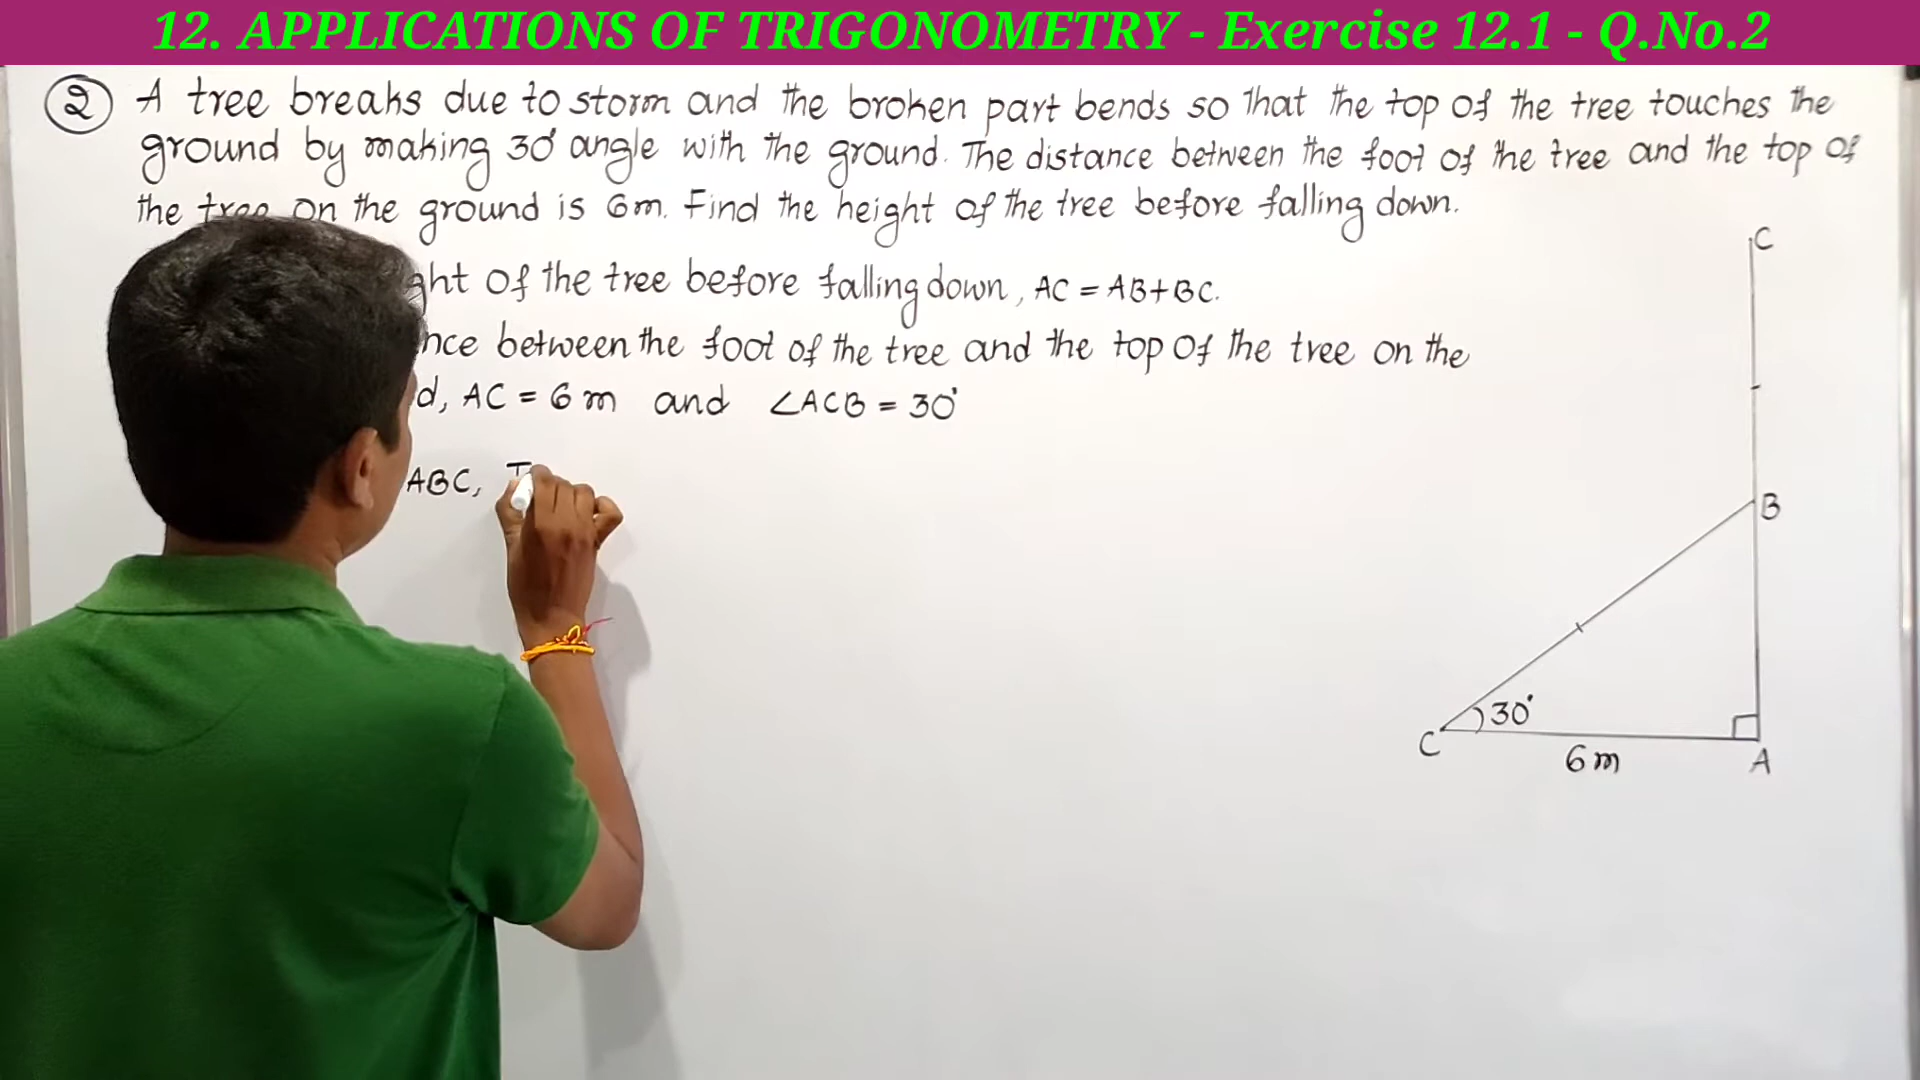 12. APPLICATIONS OF TRIGONOMETRY - Exercise 12.1 - Q.No.2
2 A tree breaks due to storm and the broken part bends so that the top of the tree touches the
ground by making 30° angle with the ground. The distance between the foot of the tree and the top of
the tree on the ground is 6m. Find the height of the tree before falling down.
ght of the tree before falling down, AC = AB+BC.
nce between the foot of the tree and the top of the tree on the
d, AC = 6 m and ∠ACB = 30°
ABC, T
C
B
30°
C
6 m
A